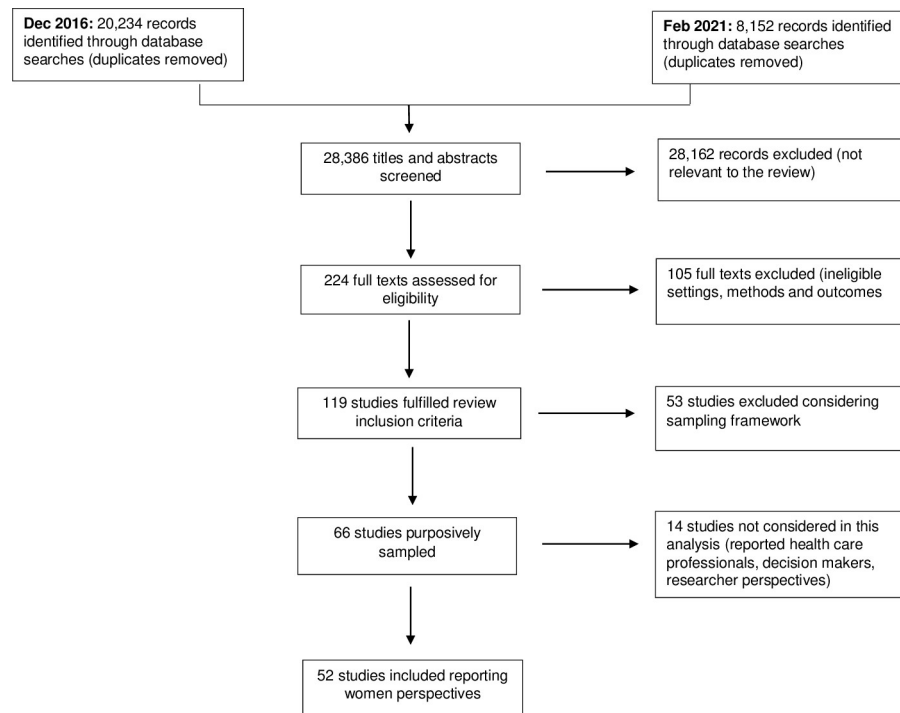 Dec 2016: 20,234 records
identified through database
searches (duplicates removed)
Feb 2021: 8,152 records identified
through database searches
(duplicates removed)
28,386 titles and abstracts
screened
28,162 records excluded (not
relevant to the review)
224 full texts assessed for
eligibility
105 full texts excluded (ineligible
settings, methods and outcomes
119 studies fulfilled review
inclusion criteria
53 studies excluded considering
sampling framework
66 studies purposively
sampled
14 studies not considered in this
analysis (reported health care
professionals, decision makers,
researcher perspectives)
52 studies included reporting
women perspectives